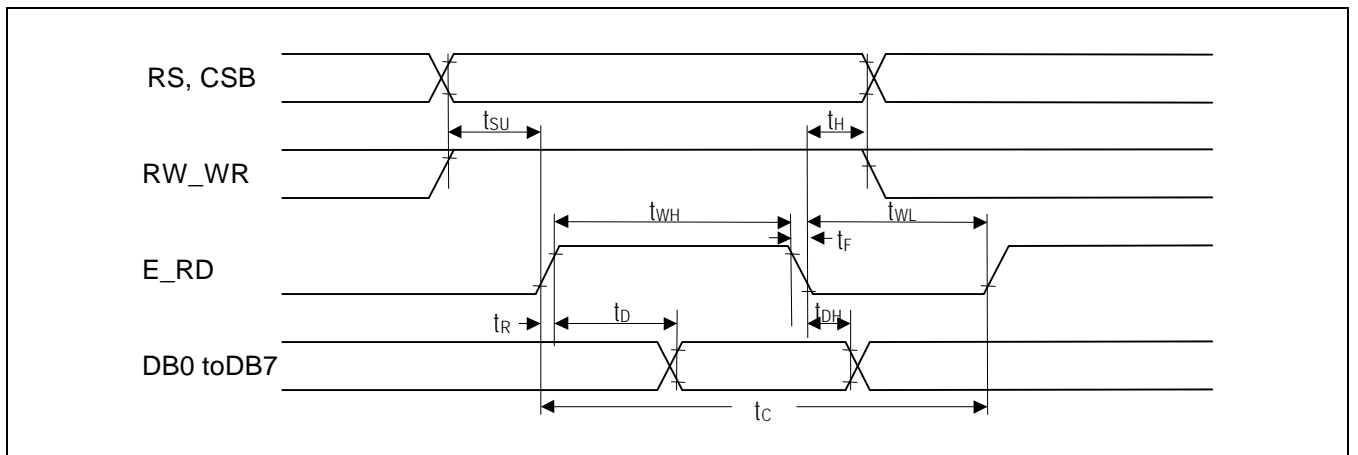 RS, CSB
tSU
tH
RW_WR
tWH
tWL
tF
E_RD
tR
tD
tDH
DB0 toDB7
tC